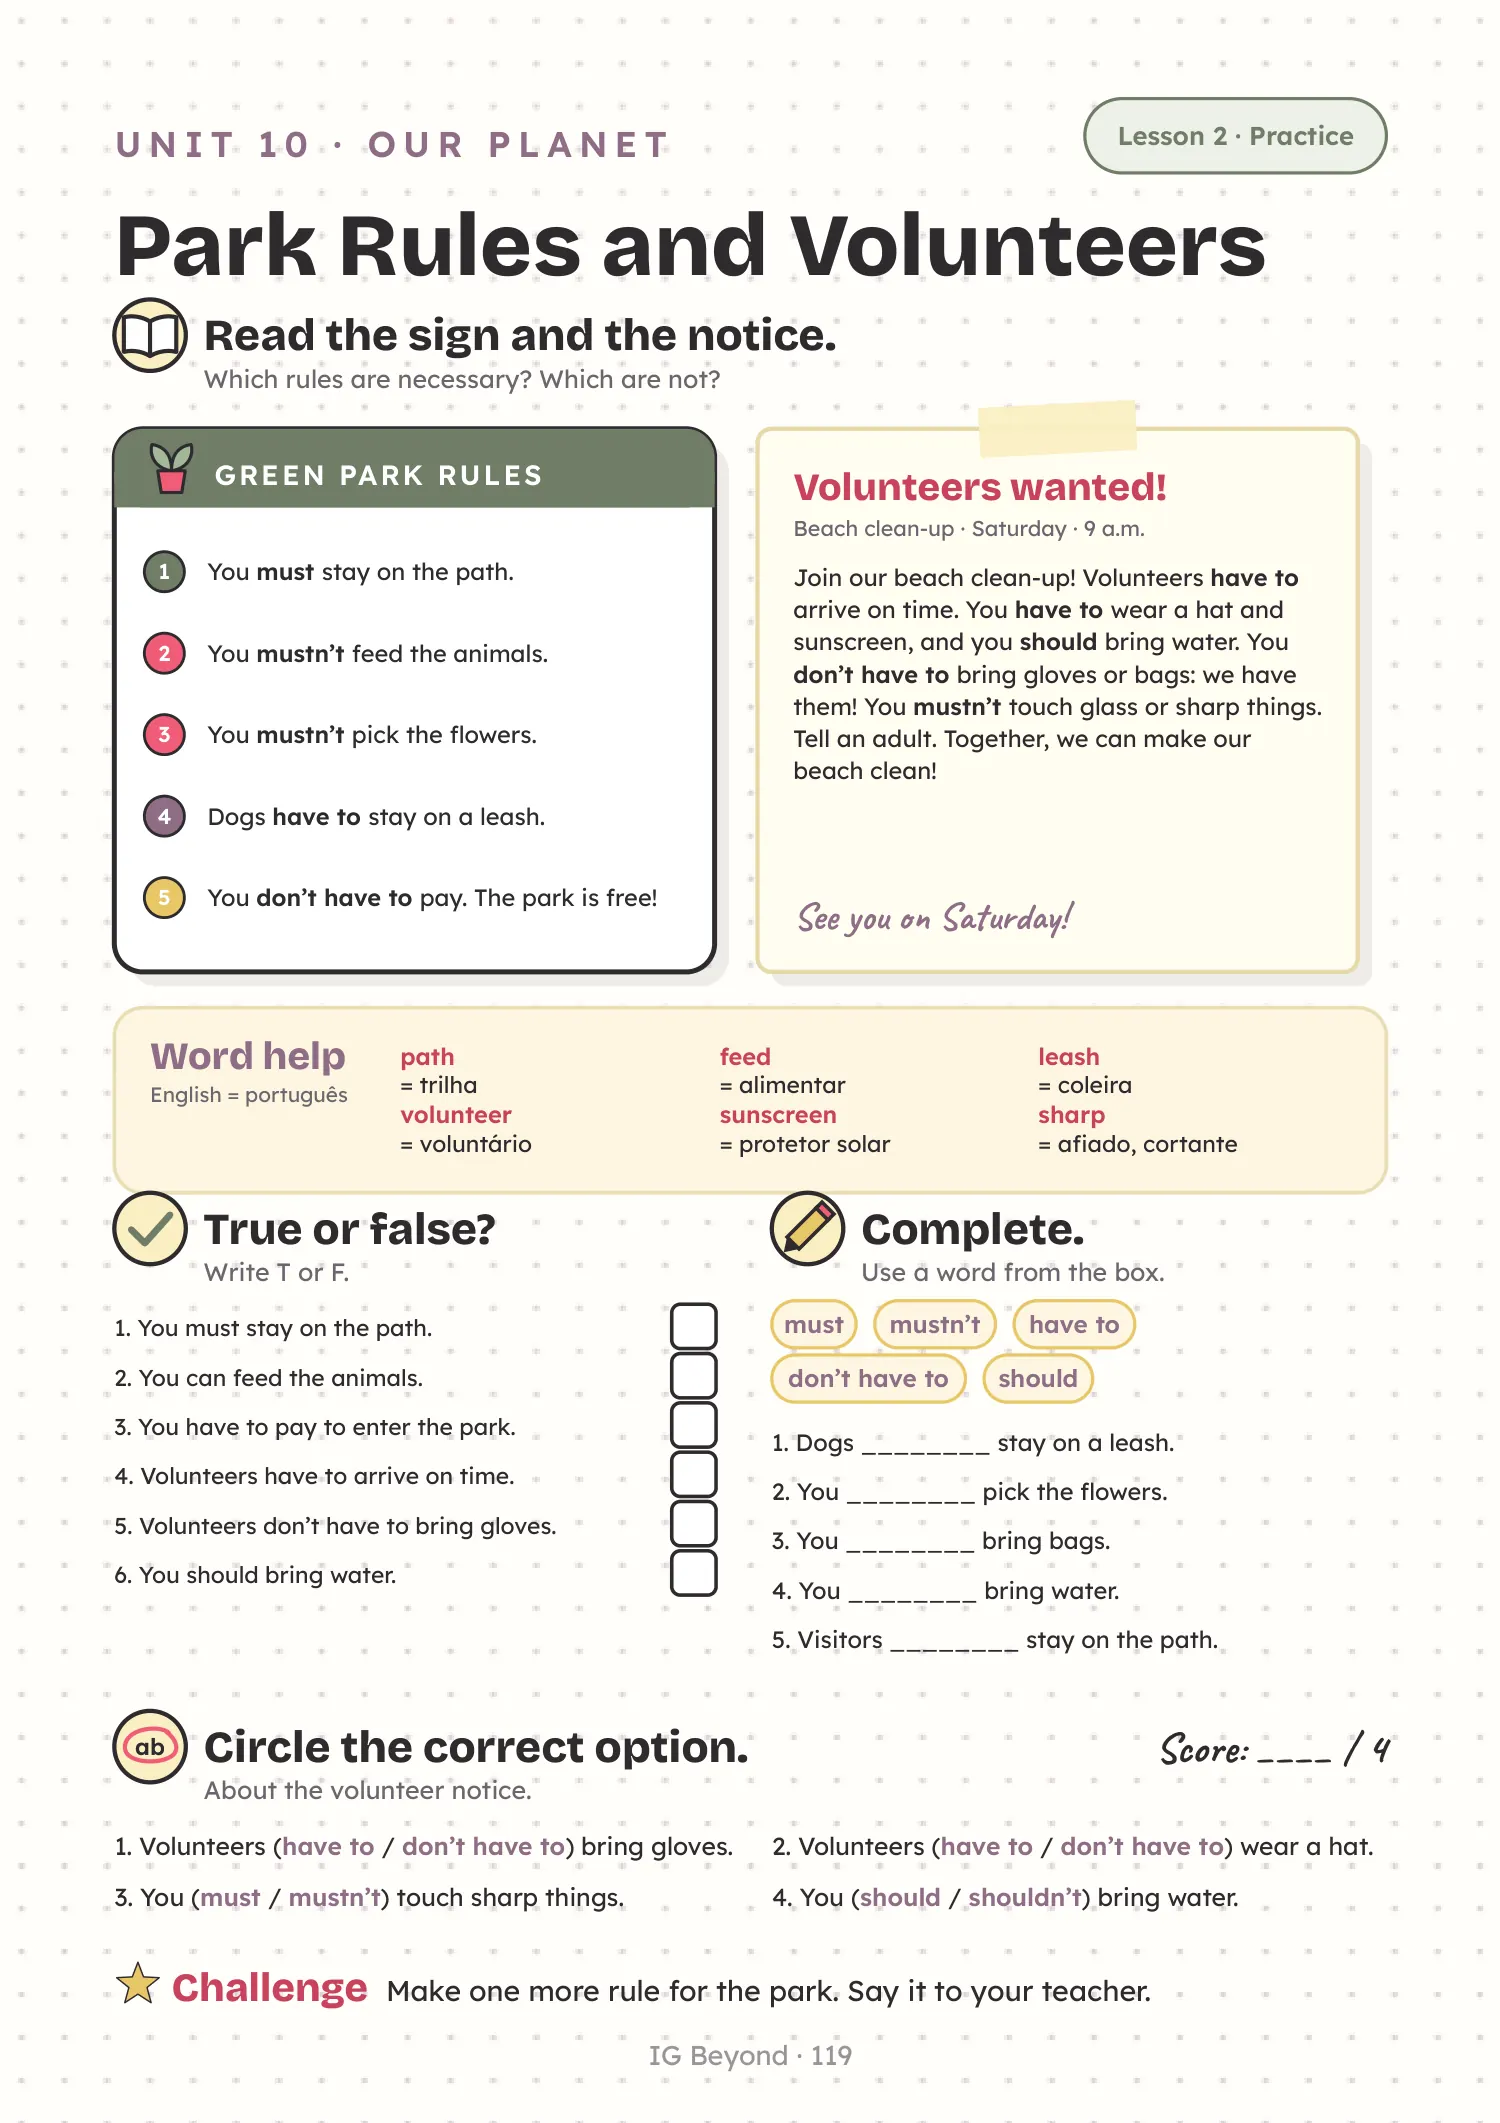 UNIT 10 · OUR PLANET
Lesson 2 · Practice
Park Rules and Volunteers
Read the sign and the notice.
Which rules are necessary? Which are not?
GREEN PARK RULES
1 You must stay on the path.
2 You mustn’t feed the animals.
3 You mustn’t pick the flowers.
4 Dogs have to stay on a leash.
5 You don’t have to pay. The park is free!
Volunteers wanted!
Beach clean-up · Saturday · 9 a.m.
Join our beach clean-up! Volunteers have to
arrive on time. You have to wear a hat and
sunscreen, and you should bring water. You
don’t have to bring gloves or bags: we have
them! You mustn’t touch glass or sharp things.
Tell an adult. Together, we can make our
beach clean!
See you on Saturday!
Word help
English = português
path
= trilha
volunteer
= voluntário
feed
= alimentar
sunscreen
= protetor solar
leash
= coleira
sharp
= afiado, cortante
True or false?
Write T or F.
1. You must stay on the path.
2. You can feed the animals.
3. You have to pay to enter the park.
4. Volunteers have to arrive on time.
5. Volunteers don’t have to bring gloves.
6. You should bring water.
Complete.
Use a word from the box.
must mustn’t have to
don’t have to should
1. Dogs ________ stay on a leash.
2. You ________ pick the flowers.
3. You ________ bring bags.
4. You ________ bring water.
5. Visitors ________ stay on the path.
ab
Circle the correct option.
About the volunteer notice.
Score: ____ / 4
1. Volunteers (have to / don’t have to) bring gloves.
2. Volunteers (have to / don’t have to) wear a hat.
3. You (must / mustn’t) touch sharp things.
4. You (should / shouldn’t) bring water.
Challenge Make one more rule for the park. Say it to your teacher.
IG Beyond · 119